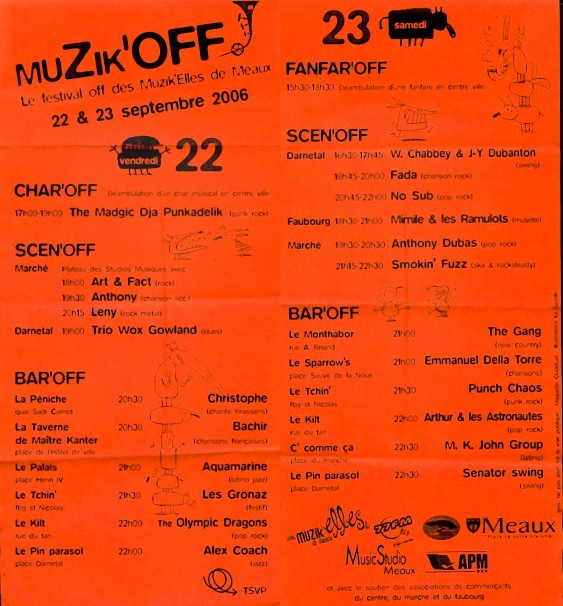 MUZIK'OFF
Le festival off des Muzik'Elles de Meaux
22 & 23 septembre 2006
vendredi 22
CHAR'OFF Déambulation d'un char musical en centre ville
17h00-19h00 The Madgic Dja Punkadelik (punk rock)
SCEN'OFF
Marché Plateau des Studios Musiques avec
18h00 Art & Fact (rock)
19h30 Anthony (chanson acc.)
20h15 Leny (rock metal)
Darnetal 19h00 Trio Wox Gowland (blues)
BAR'OFF
La Péniche 20h30 Christophe
quai Sadi Carnot (chante Brassens)
La Taverne 20h30 Bachir
de Maître Kanter (chansons françaises)
place de l'Hôtel de ville
Le Palais 21h00 Aquamarine
place Henri IV (latino jazz)
Le Tchin' 21h30 Les Grönaz
fbg st Nicolas (festif)
Le Kilt 22h00 The Olympic Dragons
rue du tan (pop rock)
Le Pin parasol 22h00 Alex Coach
place Darnetal (jazz)
TSVP
23 samedi
FANFAR'OFF
15h30-18h30 Déambulation d'une fanfare en centre ville
SCEN'OFF
Darnetal 16h30-17h45 W. Chabbey & J-Y Dubanton
(swing)
18h45-20h00 Fada (chanson rock)
20h45-22h00 No Sub (pop rock)
Faubourg 18h30-21h00 Mimile & les Ramulots (musette)
Marché 19h30-20h30 Anthony Dubas (pop rock)
21h15-22h30 Smokin' Fuzz (ska & rocksteady)
BAR'OFF
Le Monthabor 21h00 The Gang
rue A. Briand (new country)
Le Sparrow's 21h00 Emmanuel Della Torre
place Sauvé de la Noue (chansons)
Le Tchin' 21h30 Punch Chaos
fbg st Nicolas (punk rock)
Le Kilt 22h00 Arthur & les Astronautes
rue du tan (pop rock)
C' comme ça 22h30 M. K. John Group
place du marché (latino)
Le Pin parasol 22h30 Senator swing
place Darnetal (swing)
muzik'elles
Meaux
MusicStudio
Meaux
APM
et avec le soutien des associations de commerçants
du centre, du marché et du faubourg